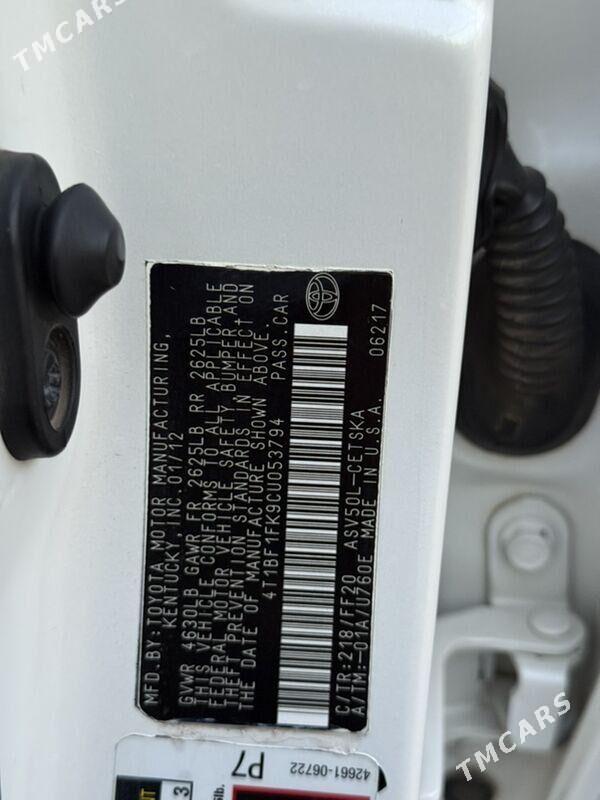 TMCARS
MFD.BY:TOYOTA MOTOR MANUFACTURING,
KENTUCKY, INC. 01/12
GVWR 4630LB GAWR FR 2625LB RR 2625LB
THIS VEHICLE CONFORMS TO ALL APPLICABLE
FEDERAL MOTOR VEHICLE SAFETY, BUMPER,AND
THEFT PREVENTION STANDARDS IN EFFECT ON
THE DATE OF MANUFACTURE SHOWN ABOVE.
4T1BF1FK9CU053794 PASS.CAR
C/TR:218/FF20 ASV50L-CETSKA
A/TM:-01A/U760E MADE IN U.S.A. 06217
P7
42661-06722
3
TMCARS